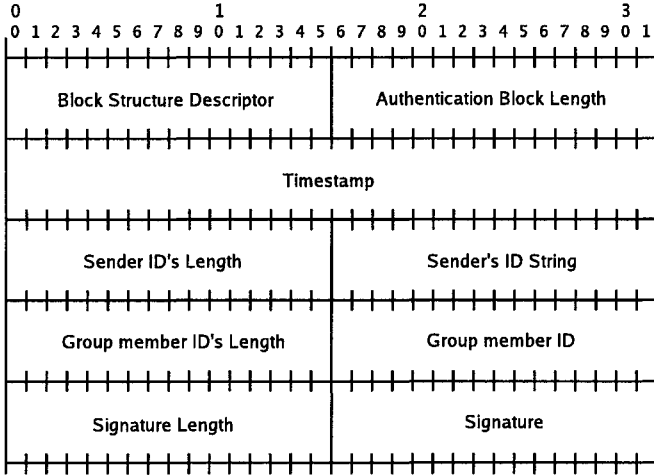 0 1 2 3
0 1 2 3 4 5 6 7 8 9 0 1 2 3 4 5 6 7 8 9 0 1 2 3 4 5 6 7 8 9 0 1
Block Structure Descriptor Authentication Block Length
Timestamp
Sender ID's Length Sender's ID String
Group member ID's Length Group member ID
Signature Length Signature